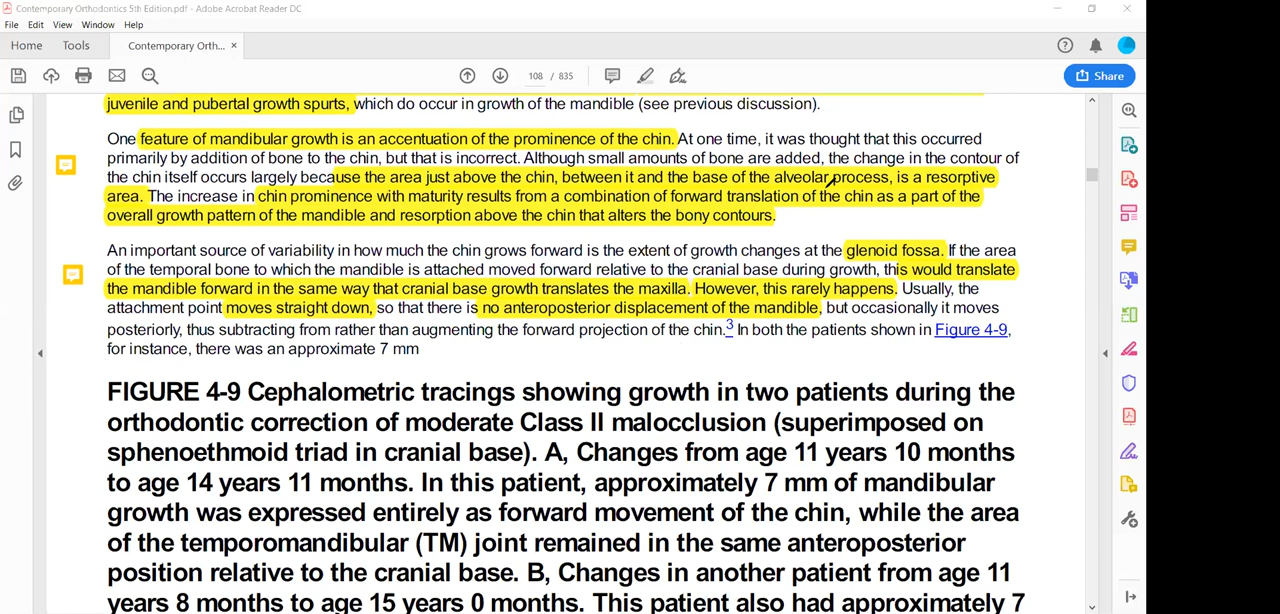 Contemporary Orthodontics 5th Edition.pdf - Adobe Acrobat Reader DC
File Edit View Window Help
Home Tools Contemporary Orth... ×
108 / 835
Share
juvenile and pubertal growth spurts, which do occur in growth of the mandible (see previous discussion).
One feature of mandibular growth is an accentuation of the prominence of the chin. At one time, it was thought that this occurred
primarily by addition of bone to the chin, but that is incorrect. Although small amounts of bone are added, the change in the contour of
the chin itself occurs largely because the area just above the chin, between it and the base of the alveolar process, is a resorptive
area. The increase in chin prominence with maturity results from a combination of forward translation of the chin as a part of the
overall growth pattern of the mandible and resorption above the chin that alters the bony contours.
An important source of variability in how much the chin grows forward is the extent of growth changes at the glenoid fossa. If the area
of the temporal bone to which the mandible is attached moved forward relative to the cranial base during growth, this would translate
the mandible forward in the same way that cranial base growth translates the maxilla. However, this rarely happens. Usually, the
attachment point moves straight down, so that there is no anteroposterior displacement of the mandible, but occasionally it moves
posteriorly, thus subtracting from rather than augmenting the forward projection of the chin.3 In both the patients shown in Figure 4-9,
for instance, there was an approximate 7 mm
FIGURE 4-9 Cephalometric tracings showing growth in two patients during the
orthodontic correction of moderate Class II malocclusion (superimposed on
sphenoethmoid triad in cranial base). A, Changes from age 11 years 10 months
to age 14 years 11 months. In this patient, approximately 7 mm of mandibular
growth was expressed entirely as forward movement of the chin, while the area
of the temporomandibular (TM) joint remained in the same anteroposterior
position relative to the cranial base. B, Changes in another patient from age 11
years 8 months to age 15 years 0 months. This patient also had approximately 7